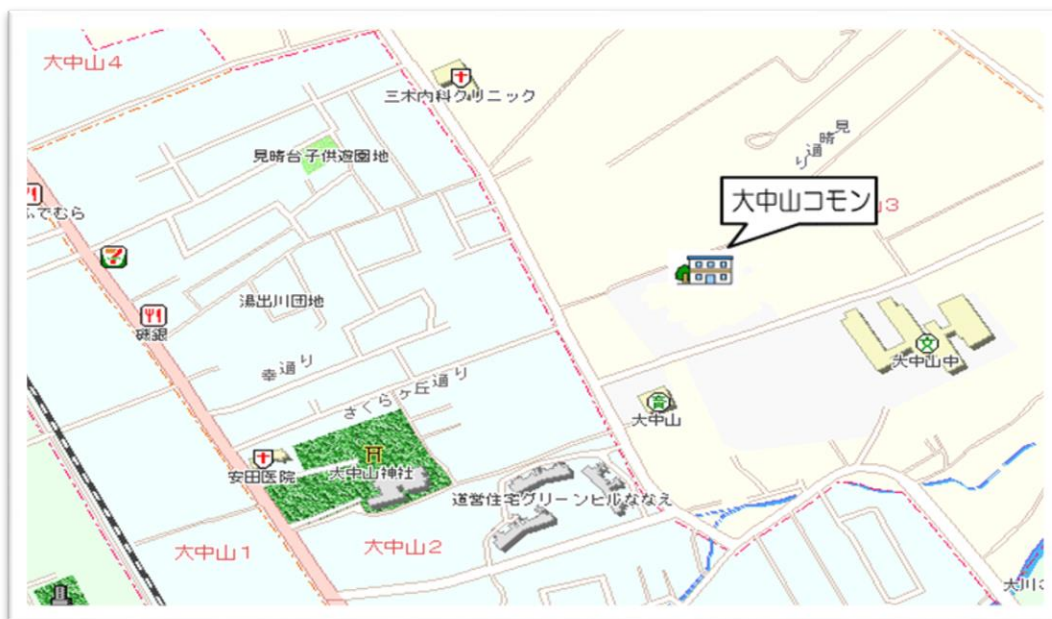 大中山4
三木内科クリニック
見晴台子供遊園地
見晴通り
ふでむら
大中山コモン
3
湯出川団地
磯銀
大中山中
幸通り
さくらヶ丘通り
大中山
安田医院
大中山神社
道営住宅グリーンヒルななえ
大中山1
大中山2
大川3